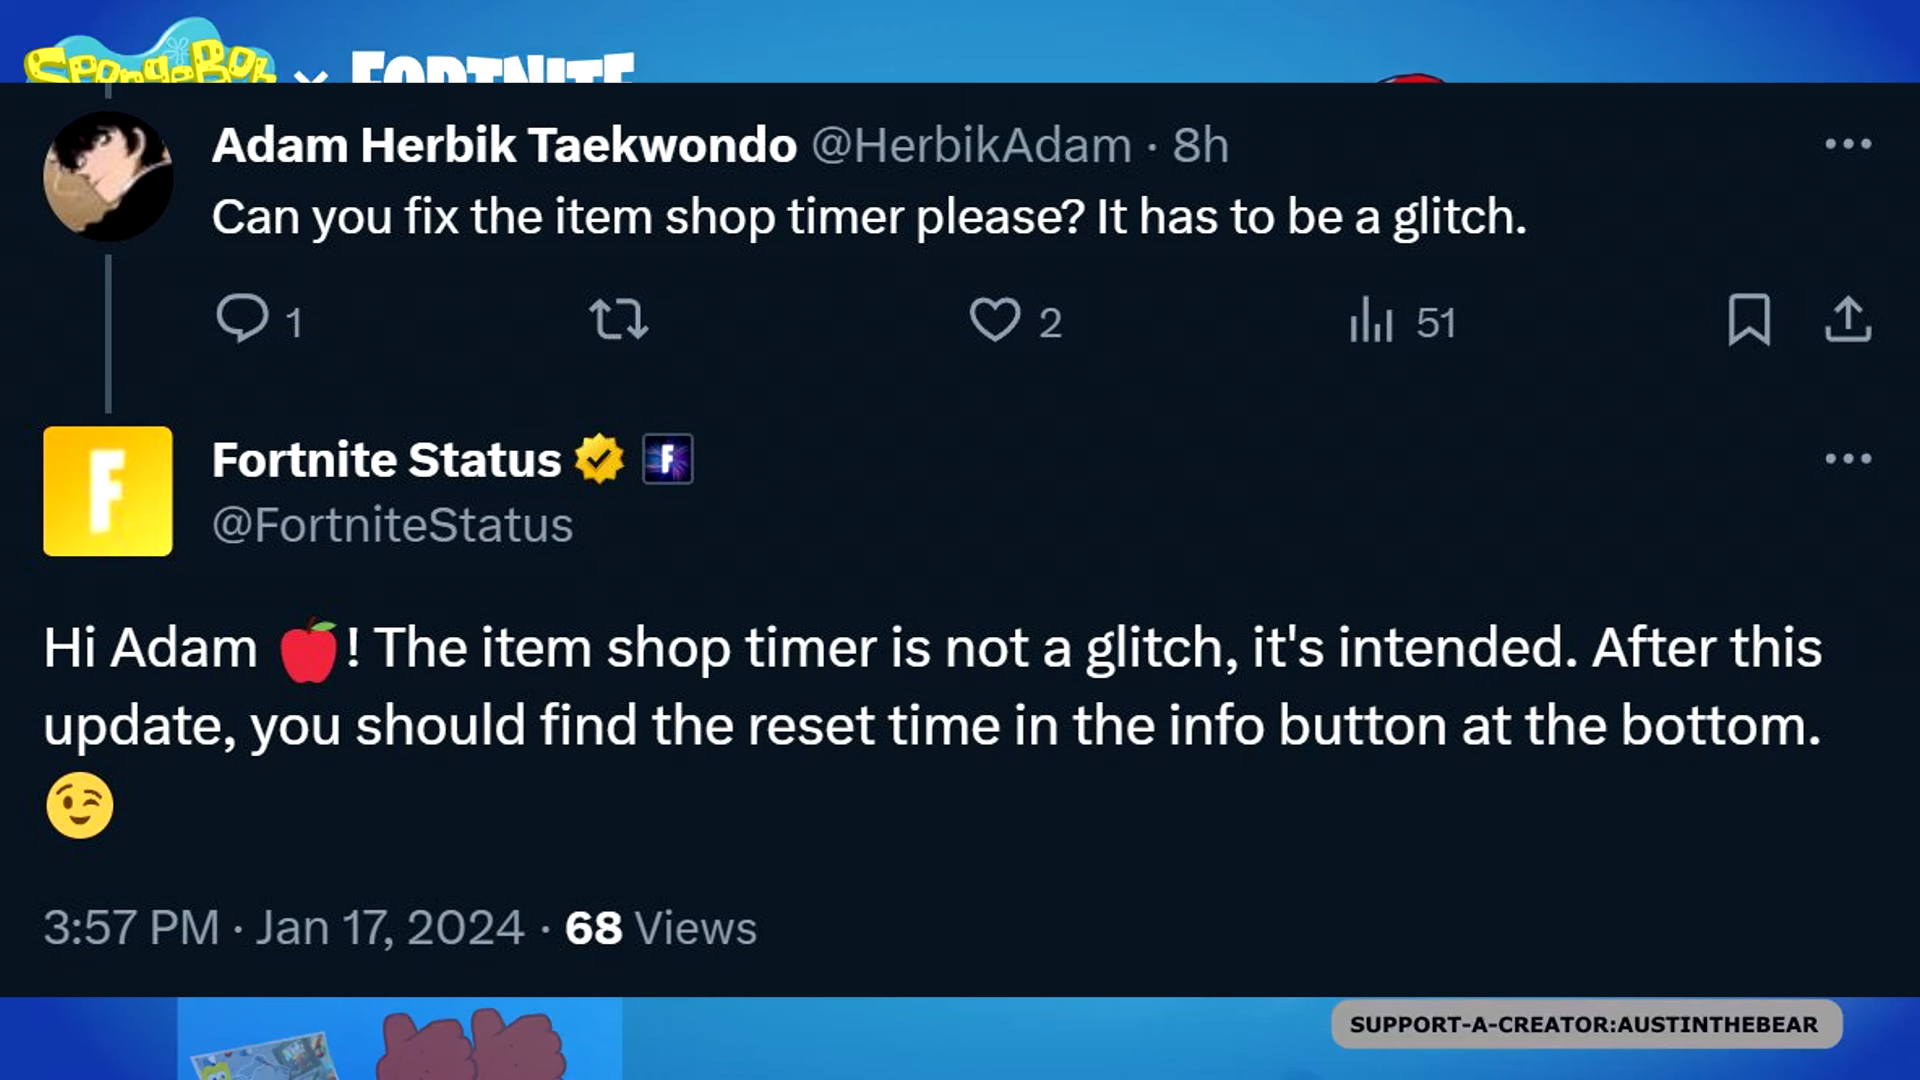 SpongeBob x FORTNITE
Adam Herbik Taekwondo @HerbikAdam · 8h
Can you fix the item shop timer please? It has to be a glitch.
1 2 51
Fortnite Status
@FortniteStatus
Hi Adam 🍎! The item shop timer is not a glitch, it's intended. After this
update, you should find the reset time in the info button at the bottom.
😉
3:57 PM · Jan 17, 2024 · 68 Views
SUPPORT-A-CREATOR:AUSTINTHEBEAR